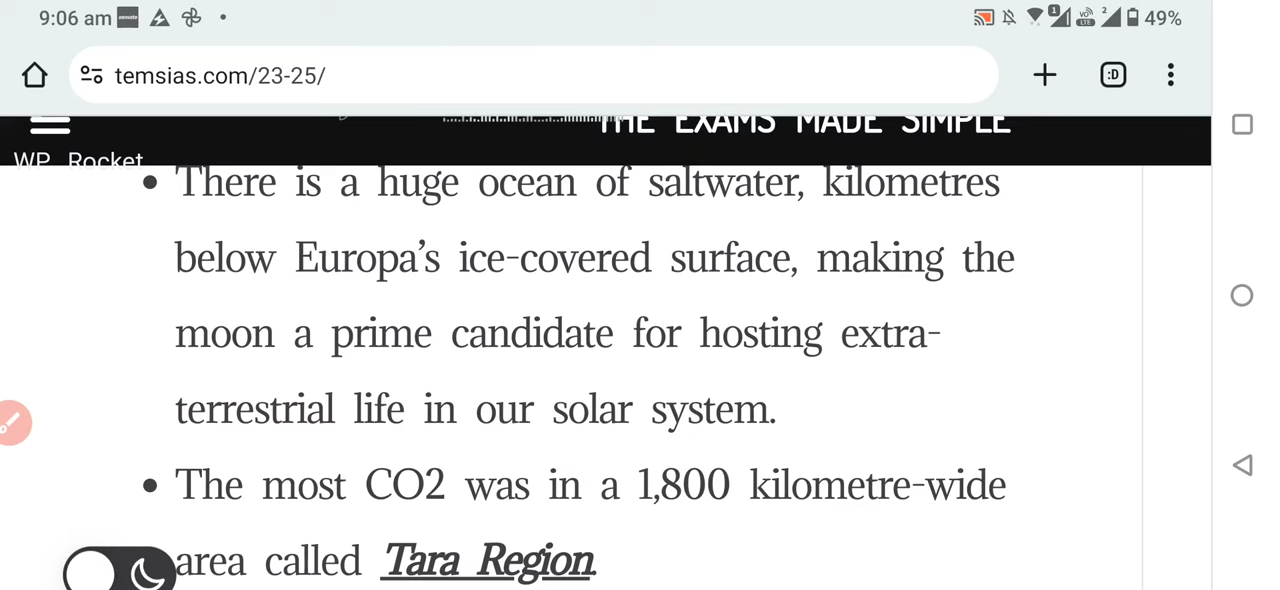 9:06 am
2
49%
temsias.com/23-25/
:D
THE EXAMS MADE SIMPLE
WP Rocket
• There is a huge ocean of saltwater, kilometres
below Europa’s ice-covered surface, making the
moon a prime candidate for hosting extra-
terrestrial life in our solar system.
• The most CO2 was in a 1,800 kilometre-wide
area called Tara Region.